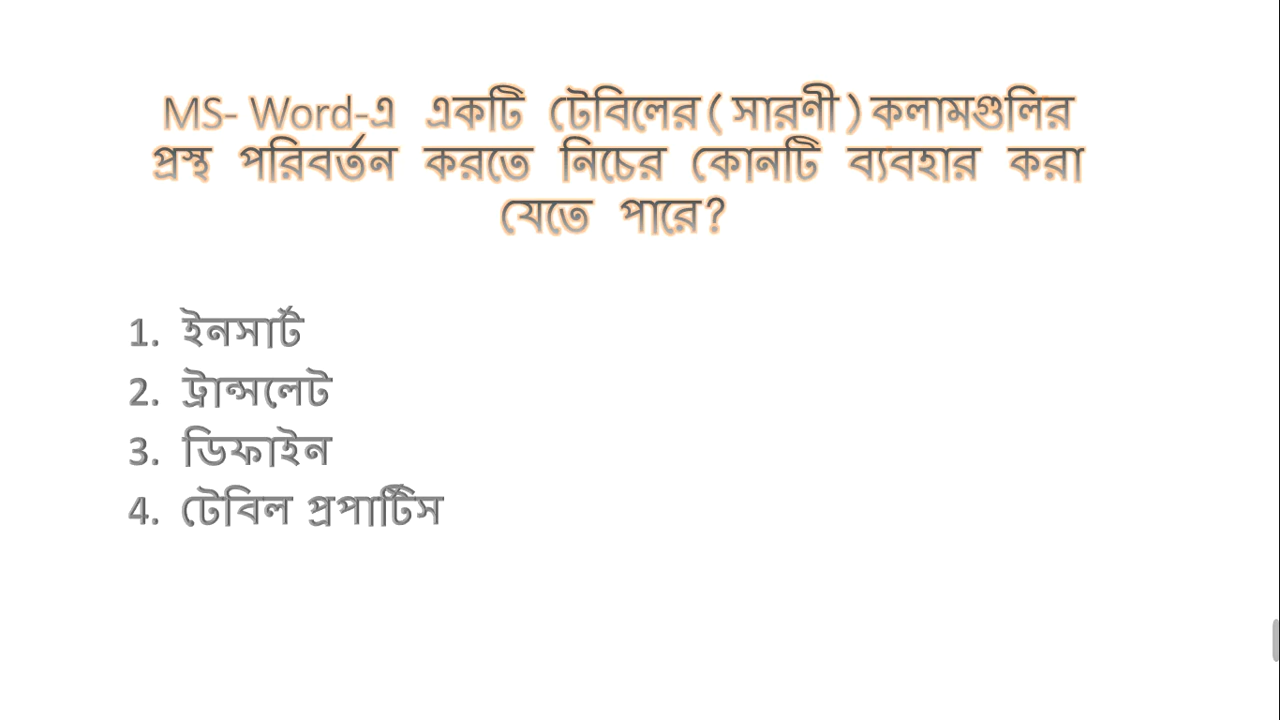 MS- Word-এ একটি টেবিলের ( সারণী ) কলামগুলির
প্রস্থ পরিবর্তন করতে নিচের কোনটি ব্যবহার করা
যেতে পারে?
1. ইনসার্ট
2. ট্রান্সলেট
3. ডিফাইন
4. টেবিল প্রপার্টিস